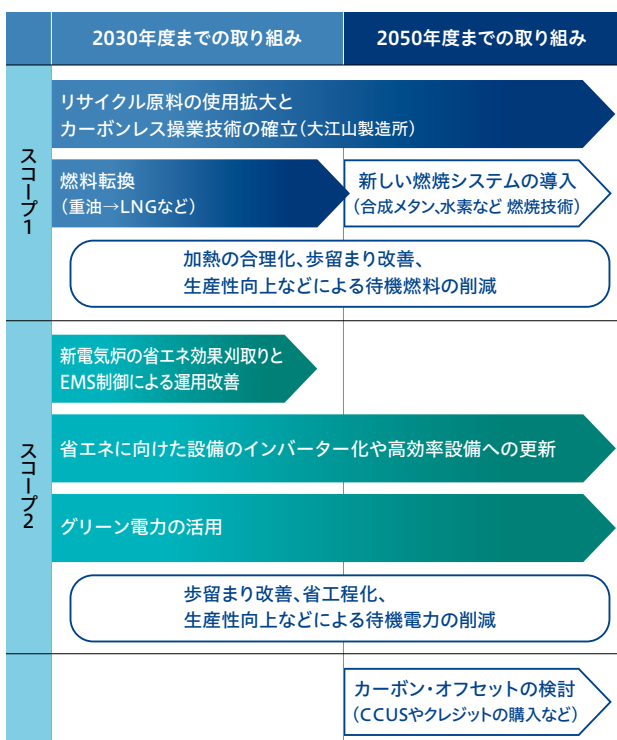 2030年度までの取り組み
2050年度までの取り組み
スコープ1
リサイクル原料の使用拡大と
カーボンレス操業技術の確立(大江山製造所)
燃料転換
(重油→LNGなど)
新しい燃焼システムの導入
(合成メタン、水素など 燃焼技術)
加熱の合理化、歩留まり改善、
生産性向上などによる待機燃料の削減
スコープ2
新電気炉の省エネ効果刈取りと
EMS制御による運用改善
省エネに向けた設備のインバーター化や高効率設備への更新
グリーン電力の活用
歩留まり改善、省工程化、
生産性向上などによる待機電力の削減
カーボン・オフセットの検討
(CCUSやクレジットの購入など)